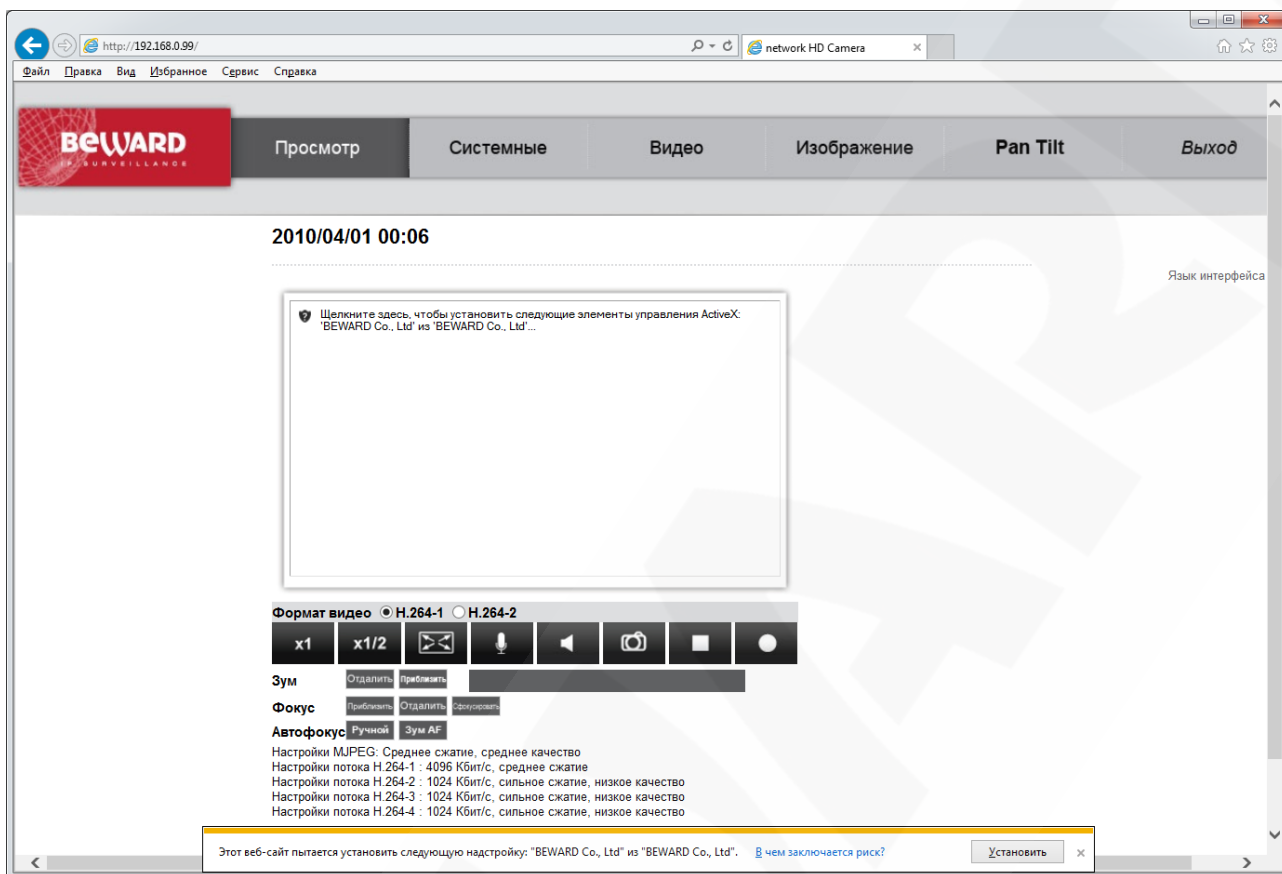 http://192.168.0.99/
network HD Camera
Файл Правка Вид Избранное Сервис Справка
BEWARD
IP SURVEILLANCE
Просмотр Системные Видео Изображение Pan Tilt Выход
2010/04/01 00:06
Язык интерфейса
Щелкните здесь, чтобы установить следующие элементы управления ActiveX:
'BEWARD Co., Ltd' из 'BEWARD Co., Ltd'...
Формат видео H.264-1 H.264-2
x1 x1/2
Зум Отдалить Приблизить
Фокус Приблизить Отдалить Сфокусировать
Автофокус Ручной Зум AF
Настройки MJPEG: Среднее сжатие, среднее качество
Настройки потока H.264-1 : 4096 Кбит/с, среднее сжатие
Настройки потока H.264-2 : 1024 Кбит/с, сильное сжатие, низкое качество
Настройки потока H.264-3 : 1024 Кбит/с, сильное сжатие, низкое качество
Настройки потока H.264-4 : 1024 Кбит/с, сильное сжатие, низкое качество
Этот веб-сайт пытается установить следующую надстройку: "BEWARD Co., Ltd" из "BEWARD Co., Ltd". В чем заключается риск? Установить